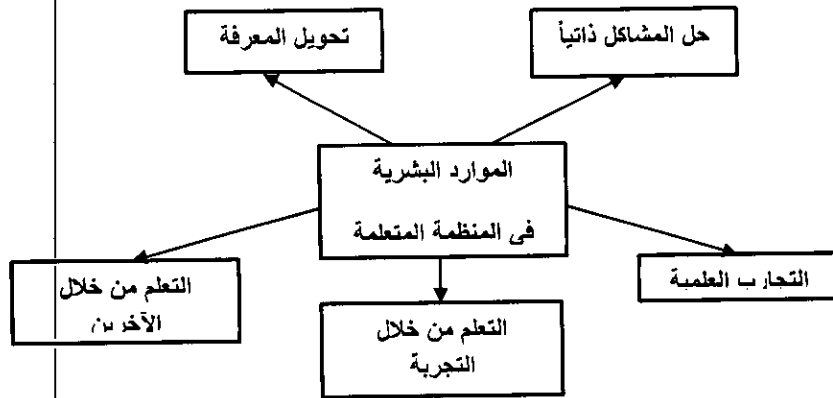 حل المشاكل ذاتياً
تحويل المعرفة
الموارد البشرية
فى المنظمة المتعلمة
التجارب العلمية
التعلم من خلال
الآخرين
التعلم من خلال
التجربة